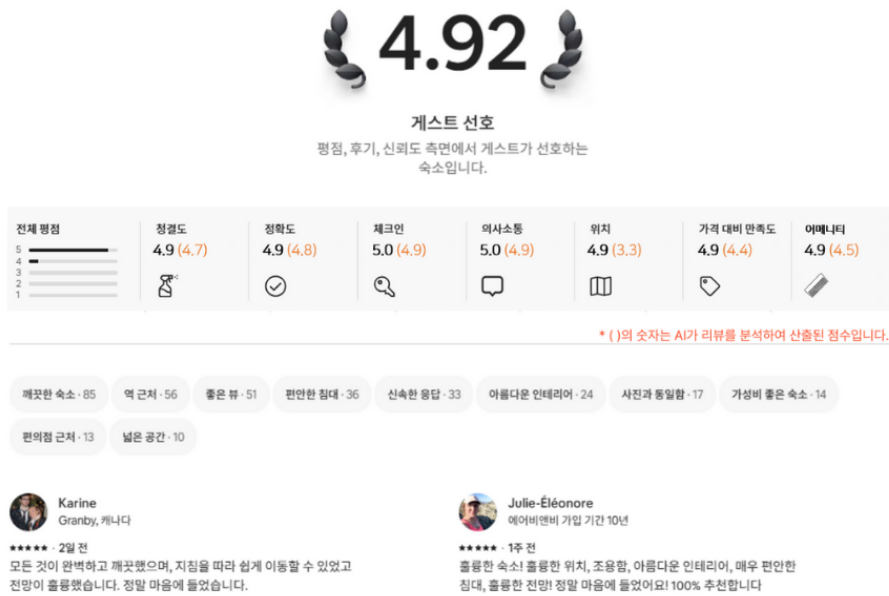 4.92
게스트 선호
평점, 후기, 신뢰도 측면에서 게스트가 선호하는
숙소입니다.
전체 평점
5
4
3
2
1
청결도
4.9 (4.7)
정확도
4.9 (4.8)
체크인
5.0 (4.9)
의사소통
5.0 (4.9)
위치
4.9 (3.3)
가격 대비 만족도
4.9 (4.4)
어메니티
4.9 (4.5)
* ( )의 숫자는 AI가 리뷰를 분석하여 산출된 점수입니다.
깨끗한 숙소 · 85
역 근처 · 56
좋은 뷰 · 51
편안한 침대 · 36
신속한 응답 · 33
아름다운 인테리어 · 24
사진과 동일함 · 17
가성비 좋은 숙소 · 14
편의점 근처 · 13
넓은 공간 · 10
Karine
Granby, 캐나다
★★★★★ · 2일 전
모든 것이 완벽하고 깨끗했으며, 지침을 따라 쉽게 이동할 수 있었고
전망이 훌륭했습니다. 정말 마음에 들었습니다.
Julie-Éléonore
에어비앤비 가입 기간 10년
★★★★★ · 1주 전
훌륭한 숙소! 훌륭한 위치, 조용함, 아름다운 인테리어, 매우 편안한
침대, 훌륭한 전망! 정말 마음에 들었어요! 100% 추천합니다